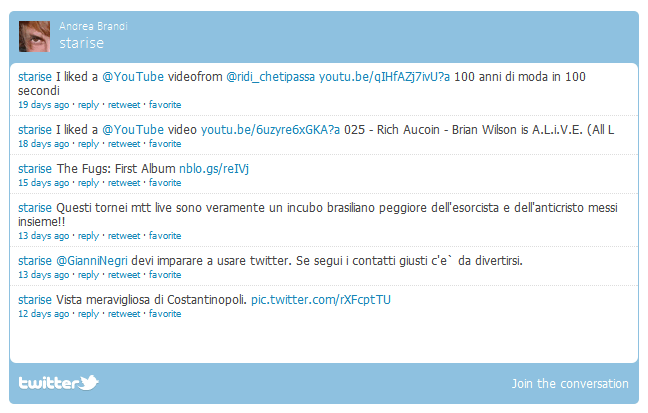 Andrea Brandi
starise
starise I liked a @YouTube videofrom @ridi_chetipassa youtu.be/qIHfAZj7ivU?a 100 anni di moda in 100
secondi
19 days ago · reply · retweet · favorite
starise I liked a @YouTube video youtu.be/6uzyre6xGKA?a 025 - Rich Aucoin - Brian Wilson is A.L.i.V.E. (All L
18 days ago · reply · retweet · favorite
starise The Fugs: First Album nblo.gs/reIVj
15 days ago · reply · retweet · favorite
starise Questi tornei mtt live sono veramente un incubo brasiliano peggiore dell'esorcista e dell'anticristo messi
insieme!!
13 days ago · reply · retweet · favorite
starise @GianniNegri devi imparare a usare twitter. Se segui i contatti giusti c'e` da divertirsi.
13 days ago · reply · retweet · favorite
starise Vista meravigliosa di Costantinopoli. pic.twitter.com/rXFcptTU
12 days ago · reply · retweet · favorite
twitter
Join the conversation